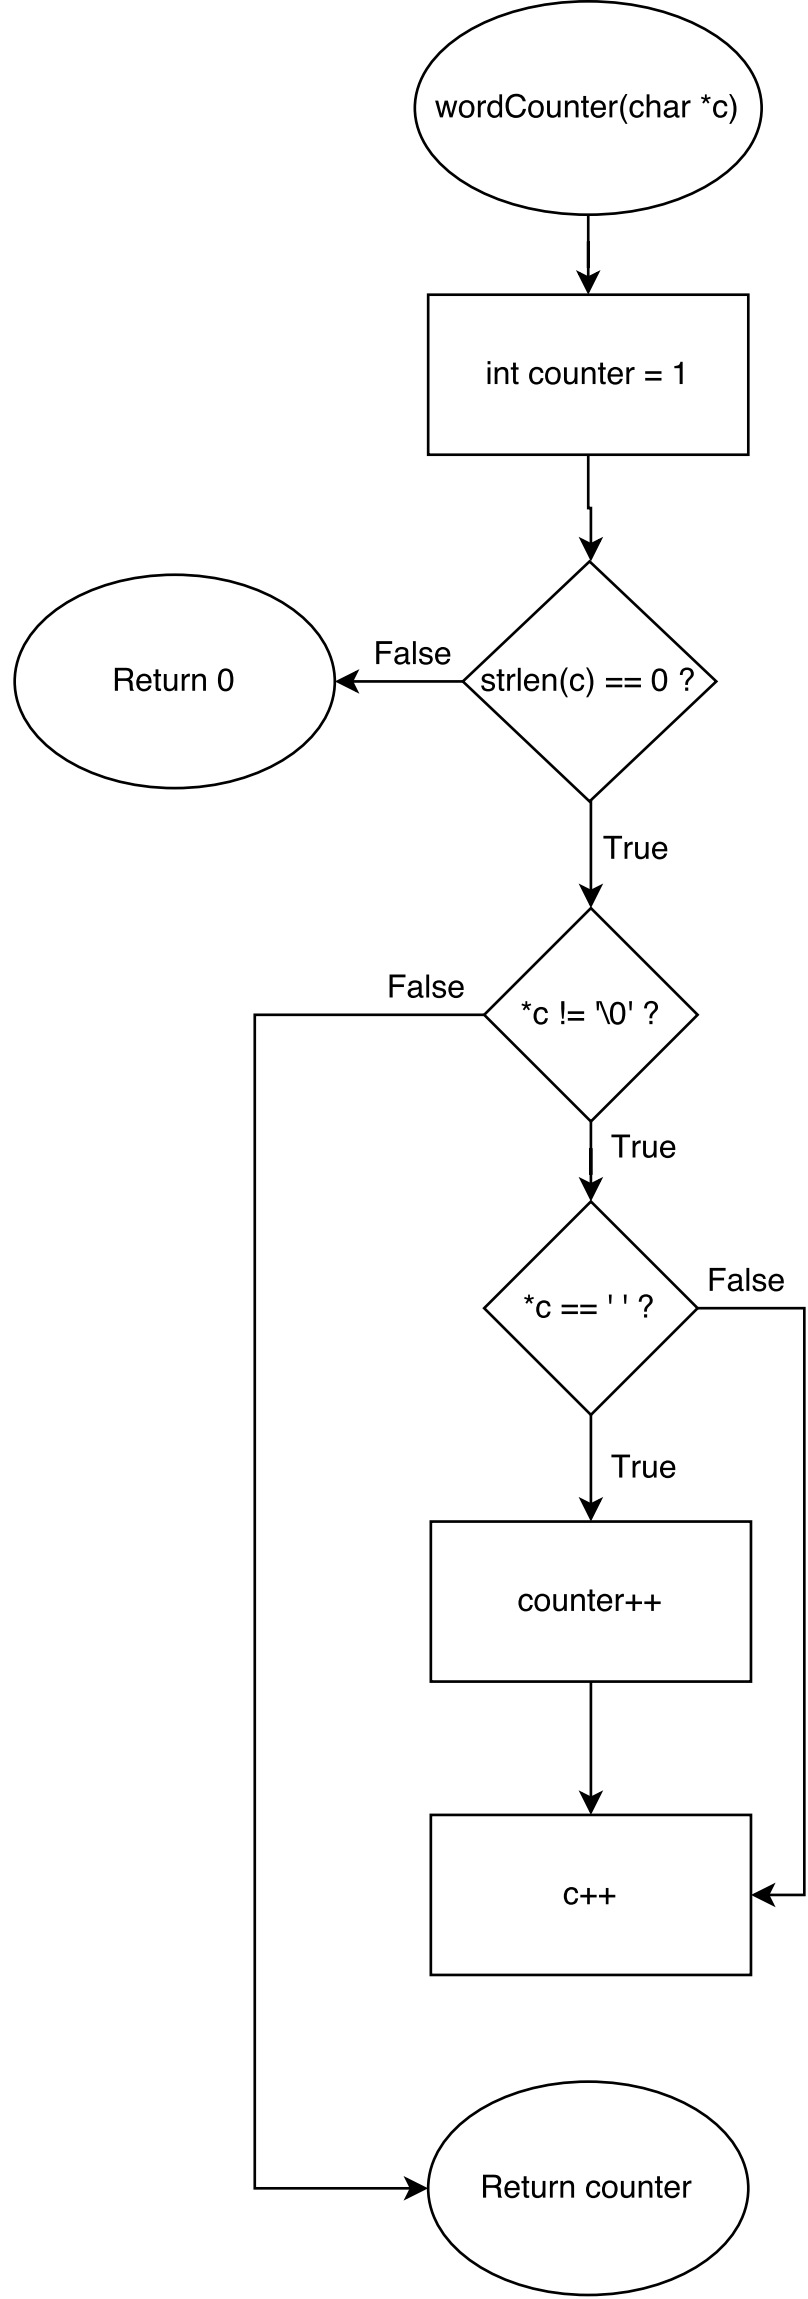 wordCounter(char *c)
int counter = 1
False
Return 0
strlen(c) == 0 ?
True
False
*c != '\0' ?
True
False
*c == ' ' ?
True
counter++
c++
Return counter